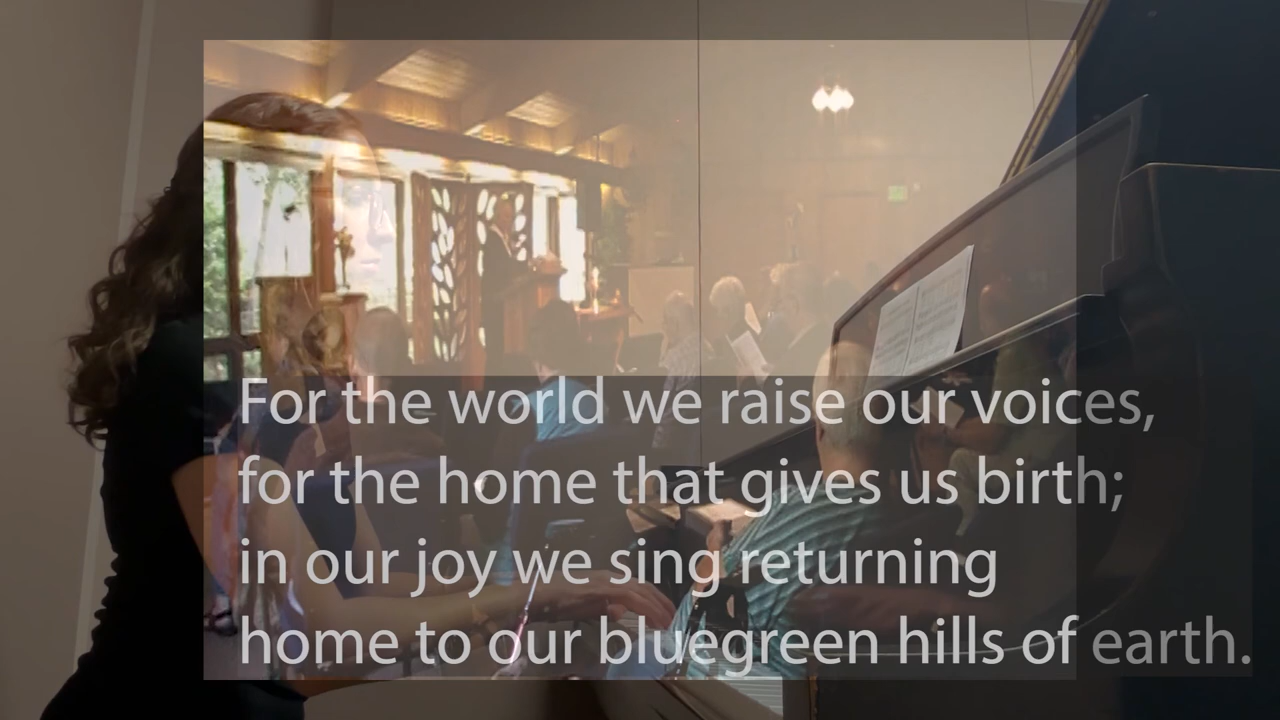 For the world we raise our voices,
for the home that gives us birth;
in our joy we sing returning
home to our bluegreen hills of earth.